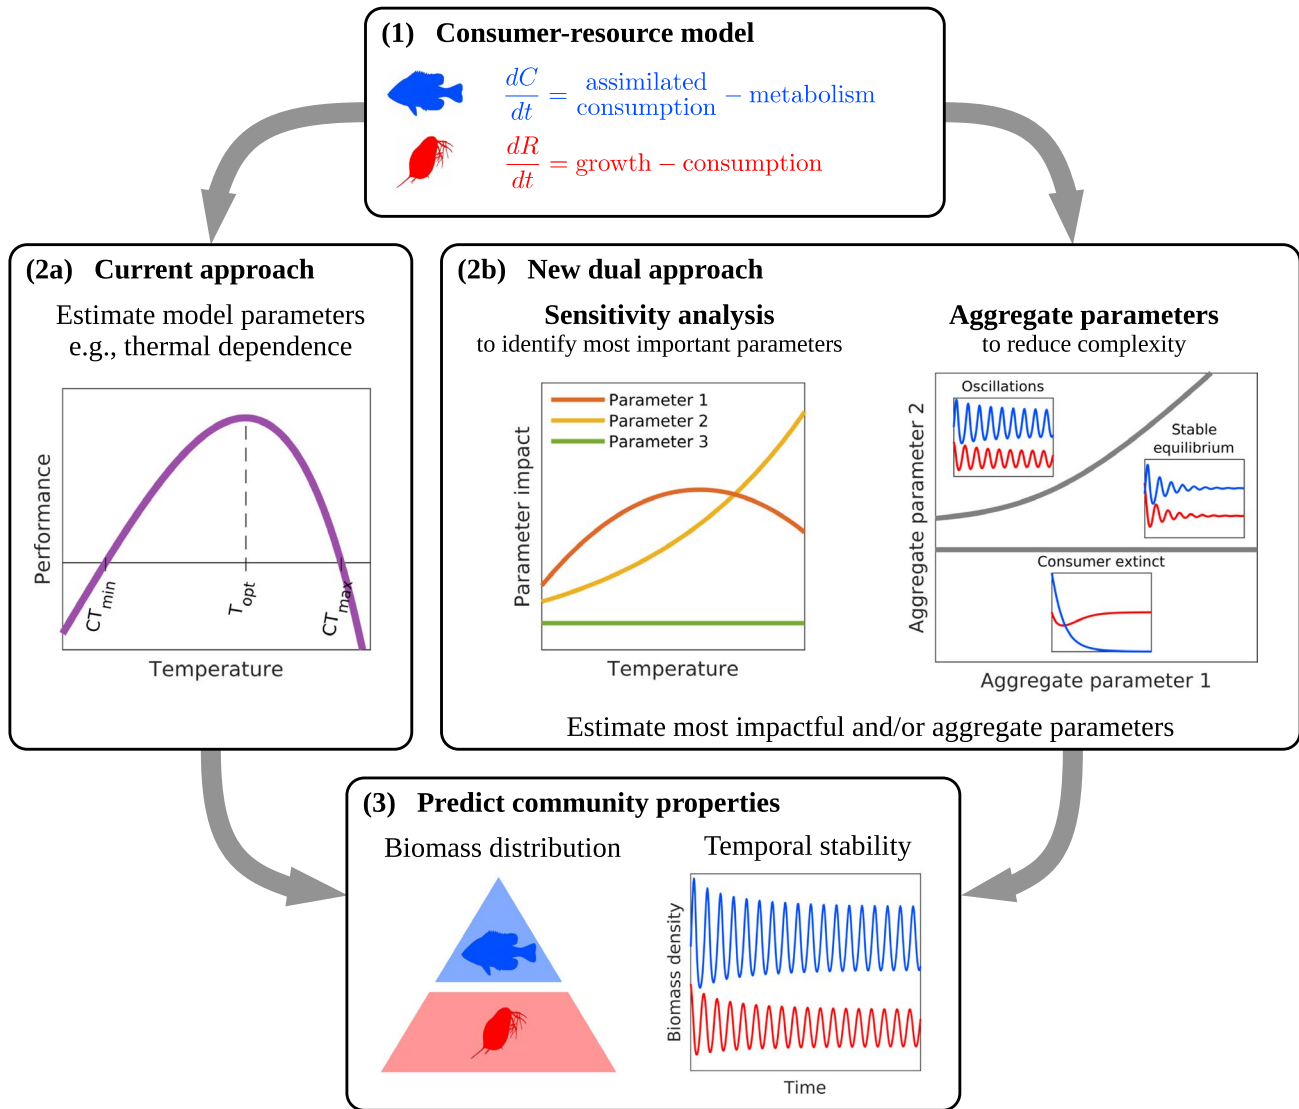 (1) Consumer-resource model
dC/dt = assimilated consumption − metabolism
dR/dt = growth − consumption
(2a) Current approach
Estimate model parameters
e.g., thermal dependence
Performance
CT_min
T_opt
CT_max
Temperature
(2b) New dual approach
Sensitivity analysis
to identify most important parameters
Parameter 1
Parameter 2
Parameter 3
Parameter impact
Temperature
Aggregate parameters
to reduce complexity
Oscillations
Stable
equilibrium
Consumer extinct
Aggregate parameter 2
Aggregate parameter 1
Estimate most impactful and/or aggregate parameters
(3) Predict community properties
Biomass distribution
Temporal stability
Biomass density
Time